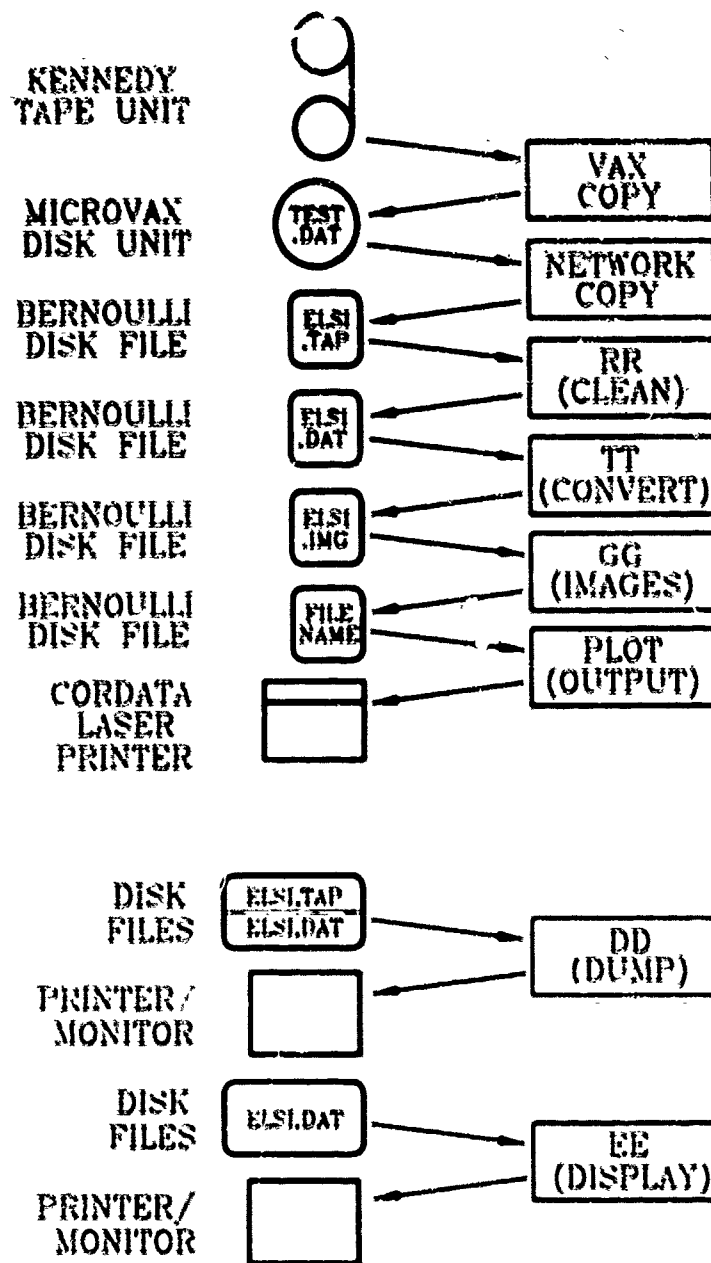 KENNEDY
TAPE UNIT
VAX
COPY
MICROVAX
DISK UNIT
TEST
.DAT
NETWORK
COPY
BERNOULLI
DISK FILE
ELSI
.TAP
RR
(CLEAN)
BERNOULLI
DISK FILE
ELSI
.DAT
TT
(CONVERT)
BERNOULLI
DISK FILE
ELSI
.IMG
GG
(IMAGES)
BERNOULLI
DISK FILE
FILE
NAME
PLOT
(OUTPUT)
CORDATA
LASER
PRINTER
DISK
FILES
ELSI.TAP
ELSI.DAT
DD
(DUMP)
PRINTER/
MONITOR
DISK
FILES
ELSI.DAT
EE
(DISPLAY)
PRINTER/
MONITOR